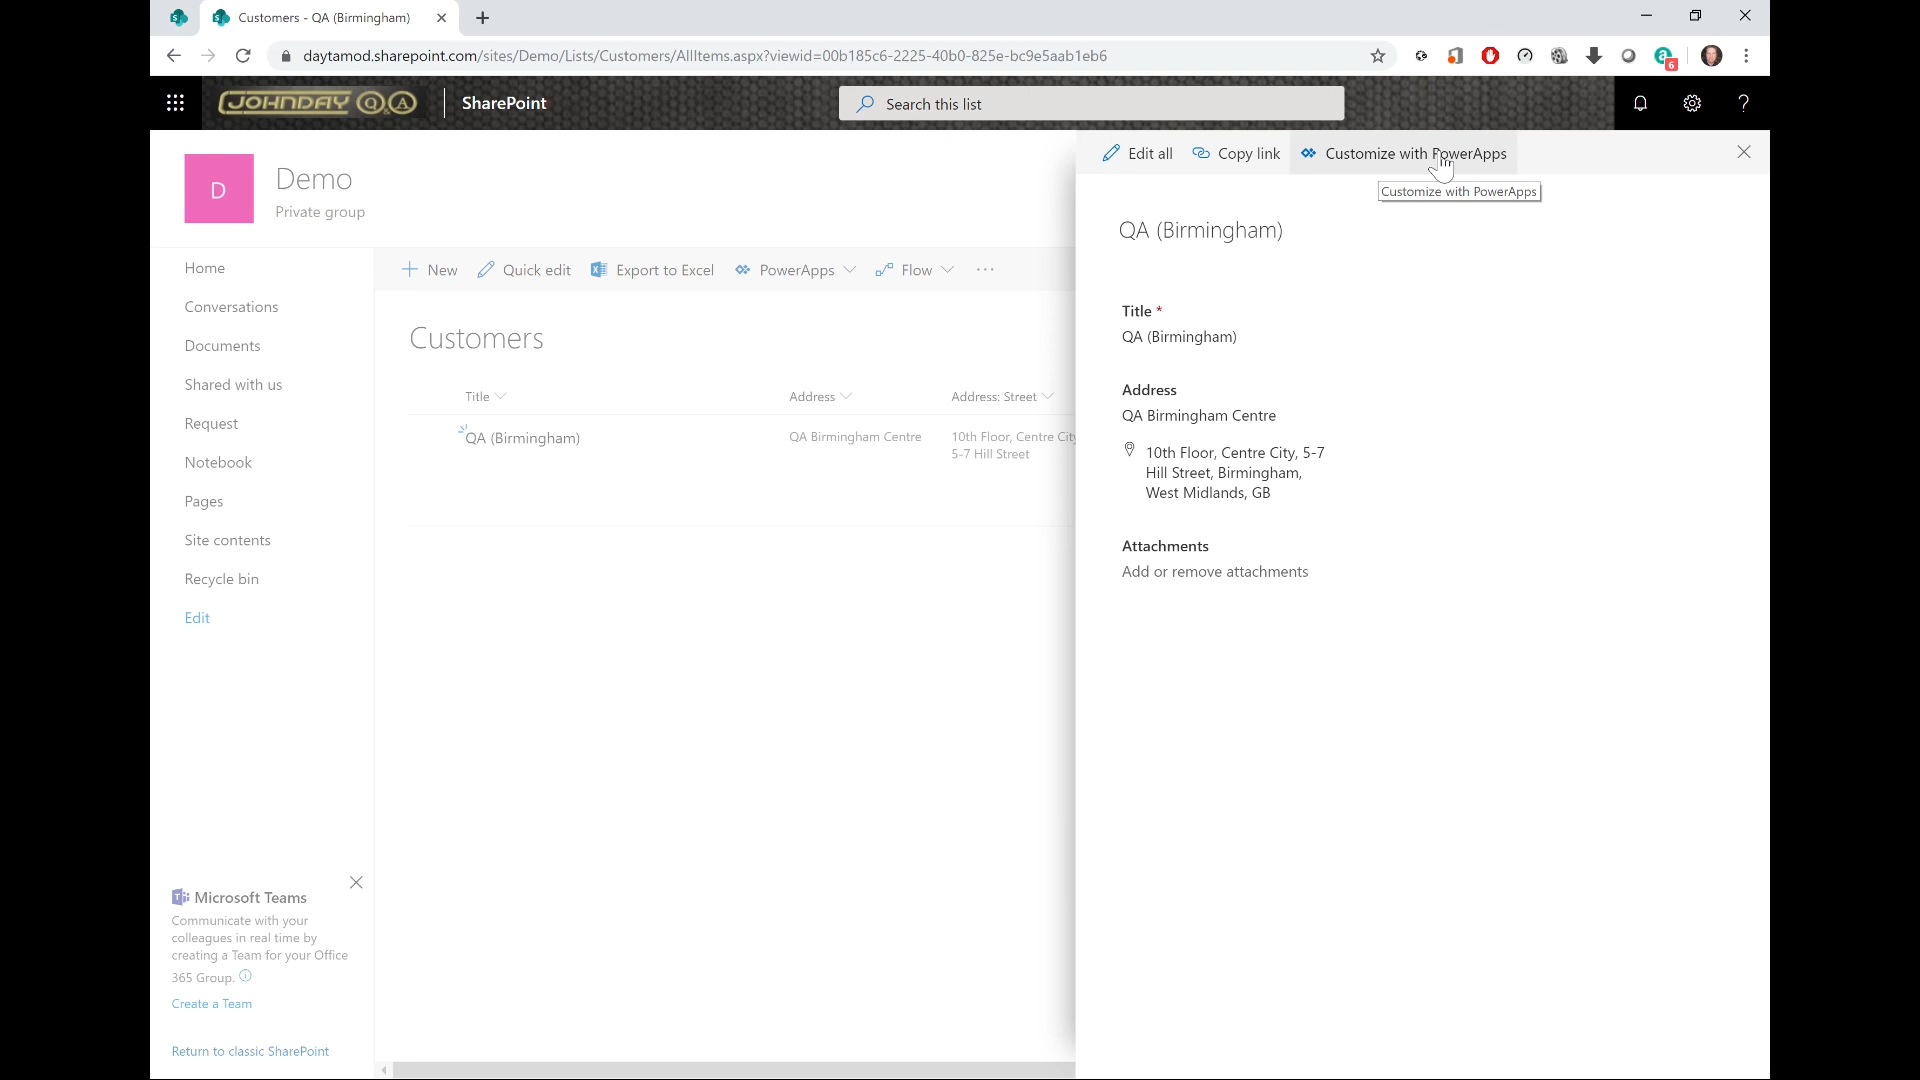 Customers - QA (Birmingham)
daytamod.sharepoint.com/sites/Demo/Lists/Customers/AllItems.aspx?viewid=00b185c6-2225-40b0-825e-bc9e5aab1eb6
6
JOHNDAY Q&A
SharePoint
Search this list
Edit all
Copy link
Customize with PowerApps
Customize with PowerApps
D
Demo
Private group
Home
Conversations
Documents
Shared with us
Request
Notebook
Pages
Site contents
Recycle bin
Edit
New
Quick edit
Export to Excel
PowerApps
Flow
Customers
Title
Address
Address: Street
QA (Birmingham)
QA Birmingham Centre
10th Floor, Centre City
5-7 Hill Street
QA (Birmingham)
Title *
QA (Birmingham)
Address
QA Birmingham Centre
10th Floor, Centre City, 5-7
Hill Street, Birmingham,
West Midlands, GB
Attachments
Add or remove attachments
Microsoft Teams
Communicate with your
colleagues in real time by
creating a Team for your Office
365 Group.
Create a Team
Return to classic SharePoint